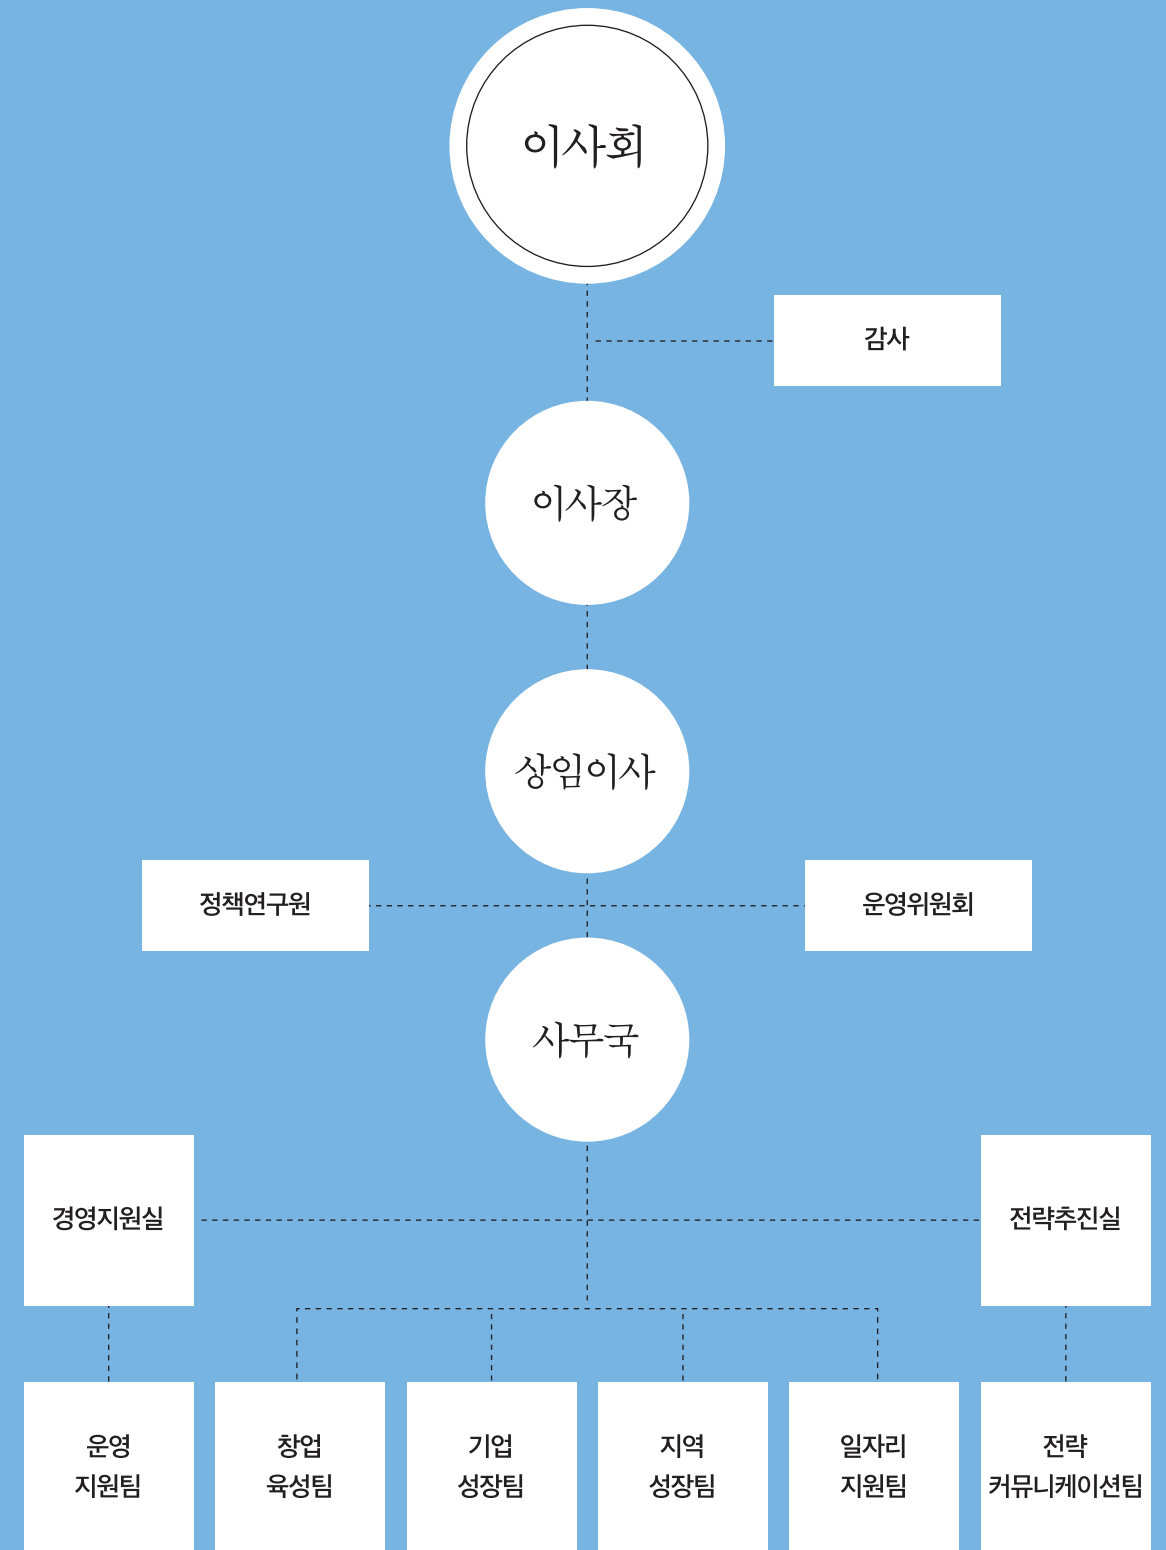 이사회
감사
이사장
상임이사
정책연구원
운영위원회
사무국
경영지원실
전략추진실
운영
지원팀
창업
육성팀
기업
성장팀
지역
성장팀
일자리
지원팀
전략
커뮤니케이션팀